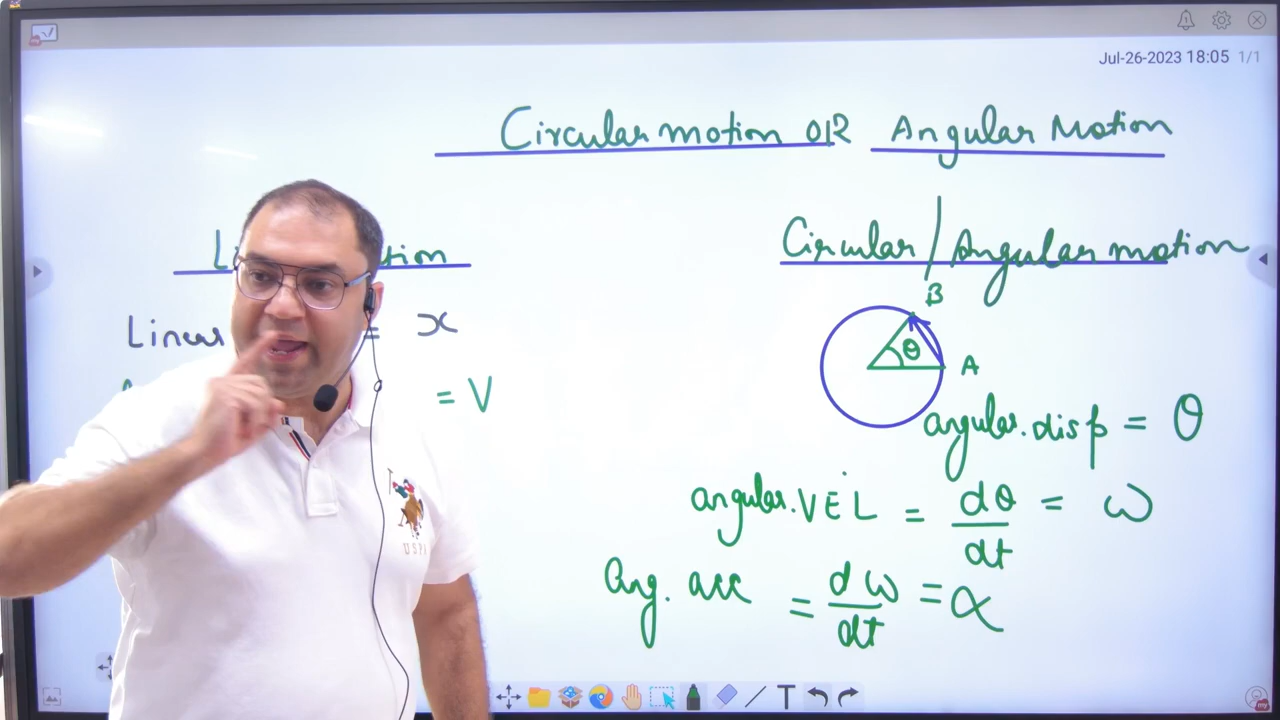 Jul-26-2023 18:05 1/1
Circular motion OR Angular Motion
Circular / Angular motion
Linear = x
= V
B
θ
A
angular.disp = θ
angular.VEL = dθ/dt = ω
Ang. acc = dω/dt = α
T